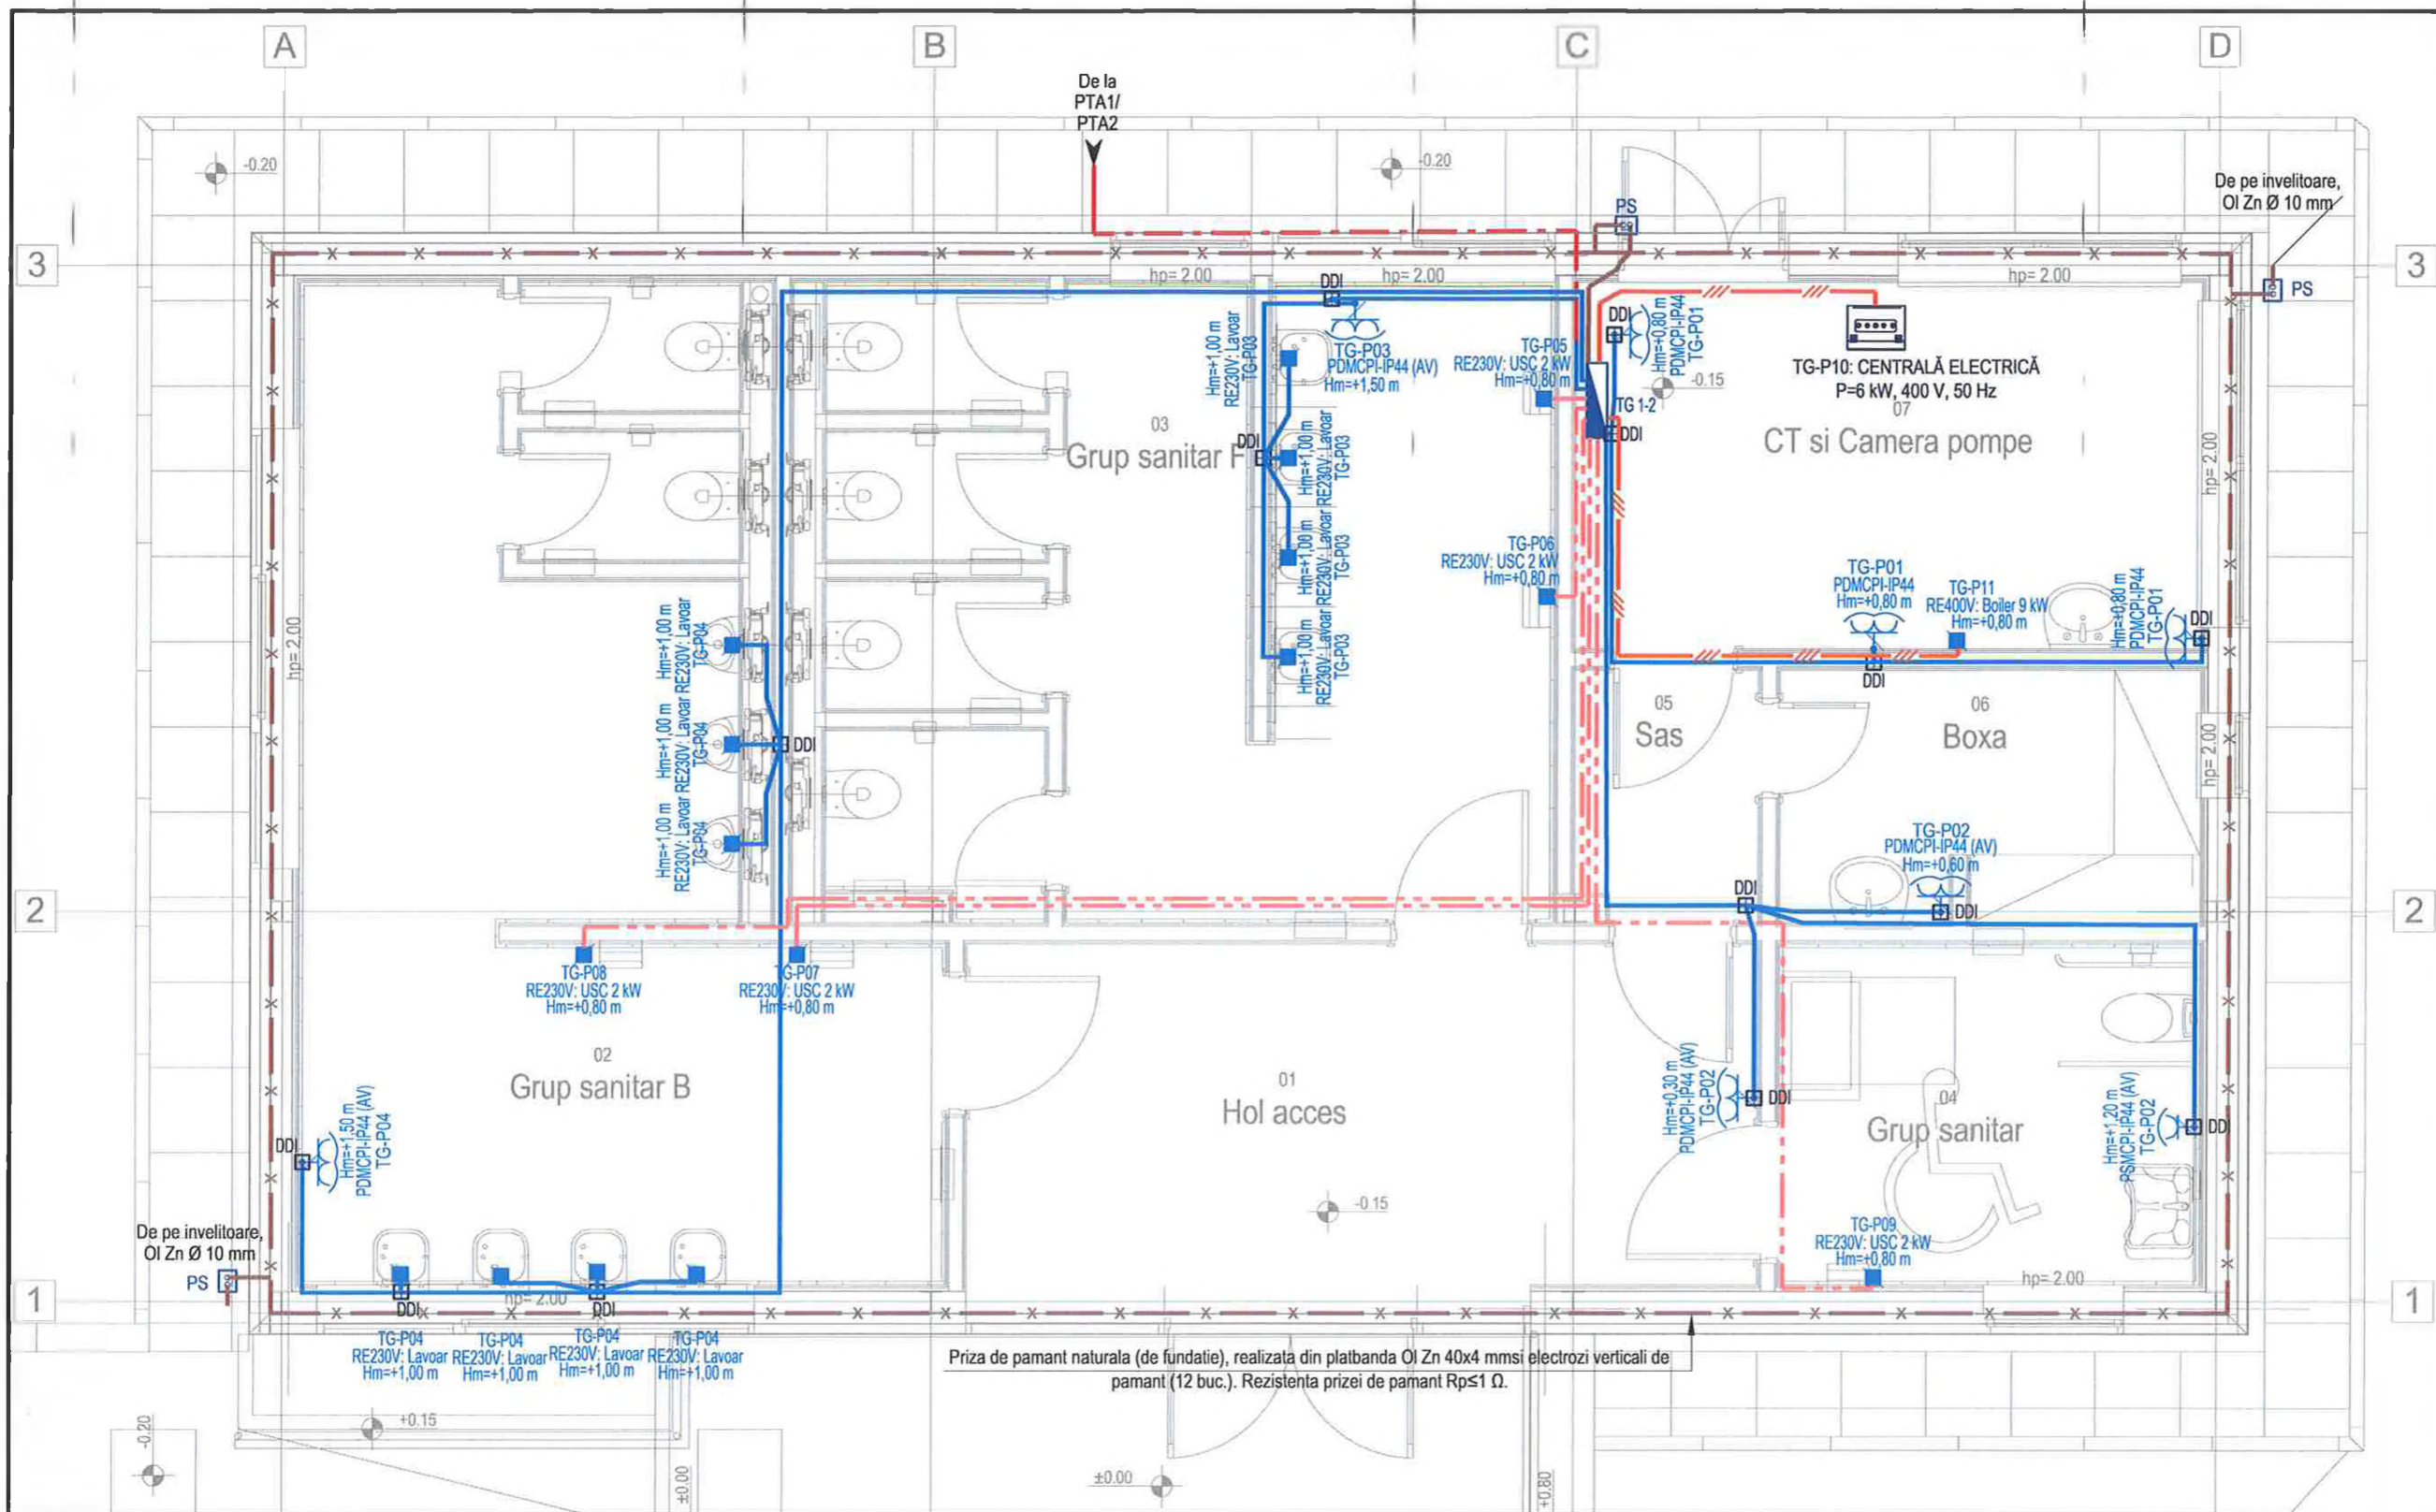 A
B
C
D
De la
PTA1/
PTA2
-0.20
-0.20
De pe invelitoare,
Ol Zn Ø 10 mm
PS
PS
3
3
hp= 2.00
hp= 2.00
hp= 2.00
DDI
DDI
Hm=+1,00 m
RE230V: Lavoar
TG-P03
TG-P03
PDMCPI-IP44 (AV)
Hm=+1,50 m
TG-P05
RE230V: USC 2 kW
Hm=+0,80 m
Hm=+0,80 m
PDMCPI-IP44
TG-P01
-0.15
TG-P10: CENTRALĂ ELECTRICĂ
P=6 kW, 400 V, 50 Hz
07
CT si Camera pompe
TG 1-2
DDI
03
Grup sanitar F
DDI
Hm=+1,00 m
RE230V: Lavoar
TG-P03
Hm=+1,00 m
RE230V: Lavoar
TG-P03
Hm=+1,00 m
RE230V: Lavoar
TG-P03
hp= 2.00
TG-P06
RE230V: USC 2 kW
Hm=+0,80 m
TG-P01
PDMCPI-IP44
Hm=+0,80 m
TG-P11
RE400V: Boiler 9 kW
Hm=+0,80 m
Hm=+0,80 m
PDMCPI-IP44
TG-P01
DDI
DDI
hp= 2.00
Hm=+1,00 m
RE230V: Lavoar
TG-P04
Hm=+1,00 m
RE230V: Lavoar
TG-P04
Hm=+1,00 m
RE230V: Lavoar
TG-P04
DDI
05
Sas
06
Boxa
hp= 2.00
2
2
TG-P02
PDMCPI-IP44 (AV)
Hm=+0,60 m
DDI
DDI
TG-P08
RE230V: USC 2 kW
Hm=+0,80 m
TG-P07
RE230V: USC 2 kW
Hm=+0,80 m
02
Grup sanitar B
01
Hol acces
Hm=+0,30 m
PDMCPI-IP44 (AV)
TG-P02
DDI
04
Grup sanitar
Hm=+1,20 m
PSMCPI-IP44 (AV)
TG-P02
DDI
DDI
Hm=+1,50 m
PDMCPI-IP44 (AV)
TG-P04
-0.15
TG-P09
RE230V: USC 2 kW
Hm=+0,80 m
De pe invelitoare,
Ol Zn Ø 10 mm
PS
hp= 2.00
1
1
DDI
hp= 2.00
DDI
TG-P04
RE230V: Lavoar
Hm=+1,00 m
TG-P04
RE230V: Lavoar
Hm=+1,00 m
TG-P04
RE230V: Lavoar
Hm=+1,00 m
TG-P04
RE230V: Lavoar
Hm=+1,00 m
Priza de pamant naturala (de fundatie), realizata din platbanda Ol Zn 40x4 mmsi electrozi verticali de
pamant (12 buc.). Rezistenta prizei de pamant Rp≤1 Ω.
-0.20
+0.15
±0.00
±0.00
+0.80